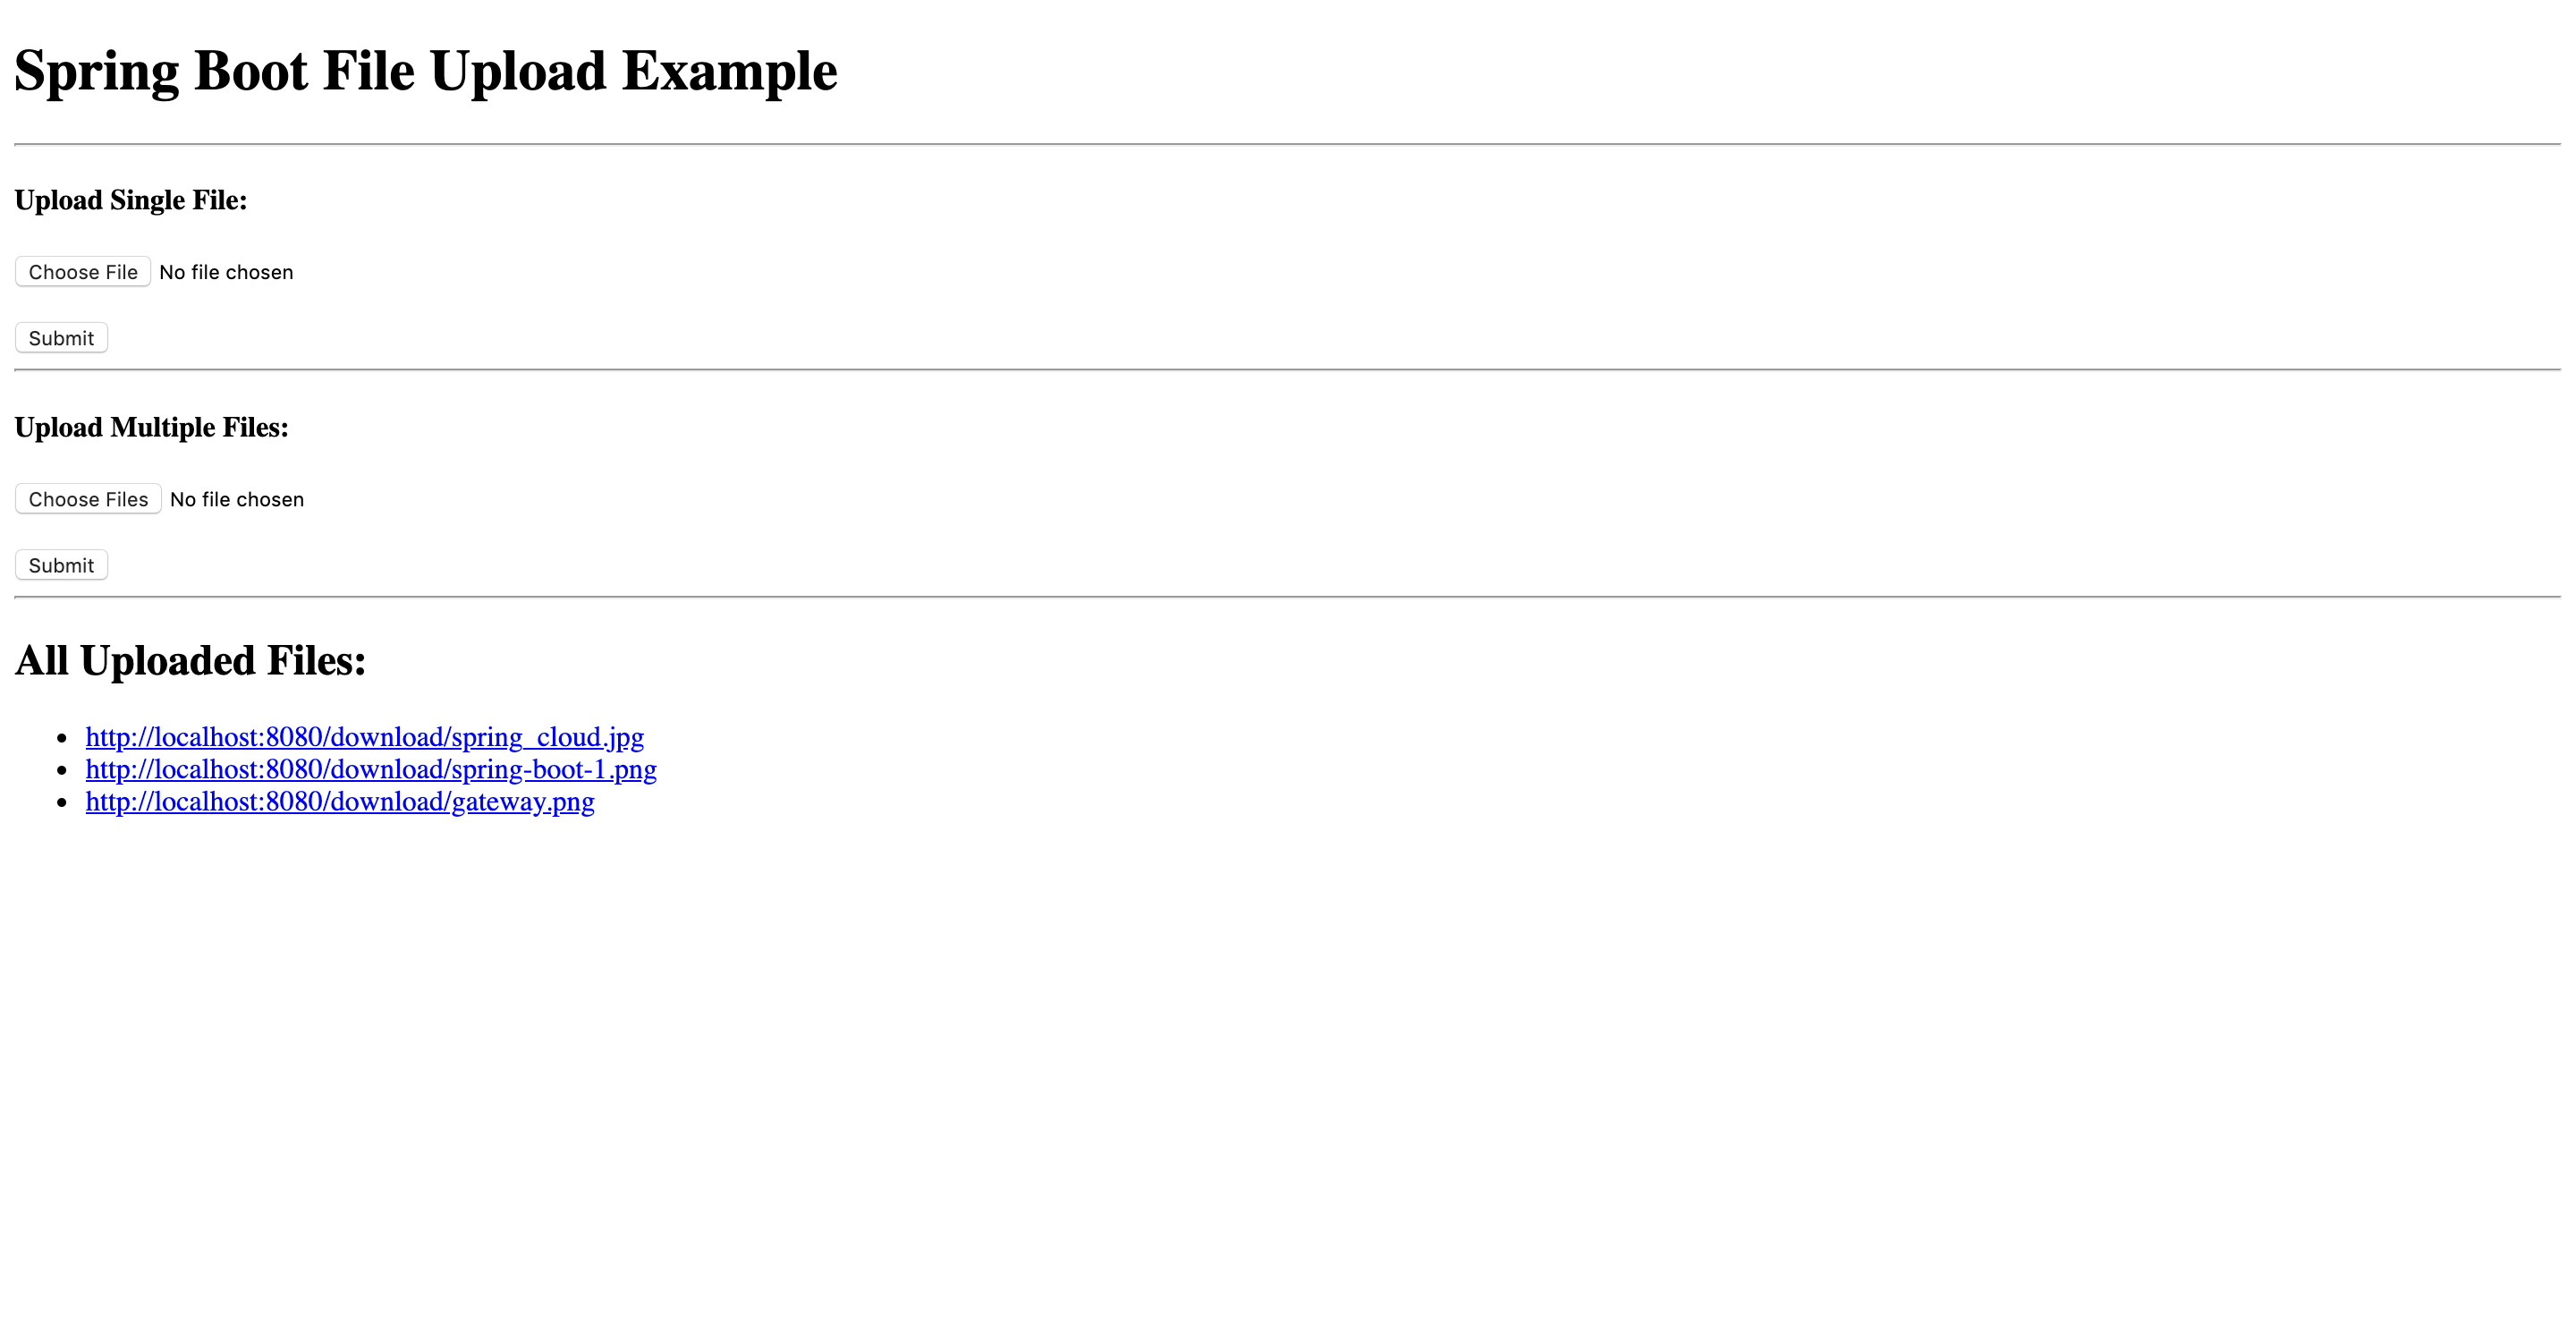 Spring Boot File Upload Example
Upload Single File:
Choose File No file chosen
Submit
Upload Multiple Files:
Choose Files No file chosen
Submit
All Uploaded Files:
http://localhost:8080/download/spring_cloud.jpg
http://localhost:8080/download/spring-boot-1.png
http://localhost:8080/download/gateway.png